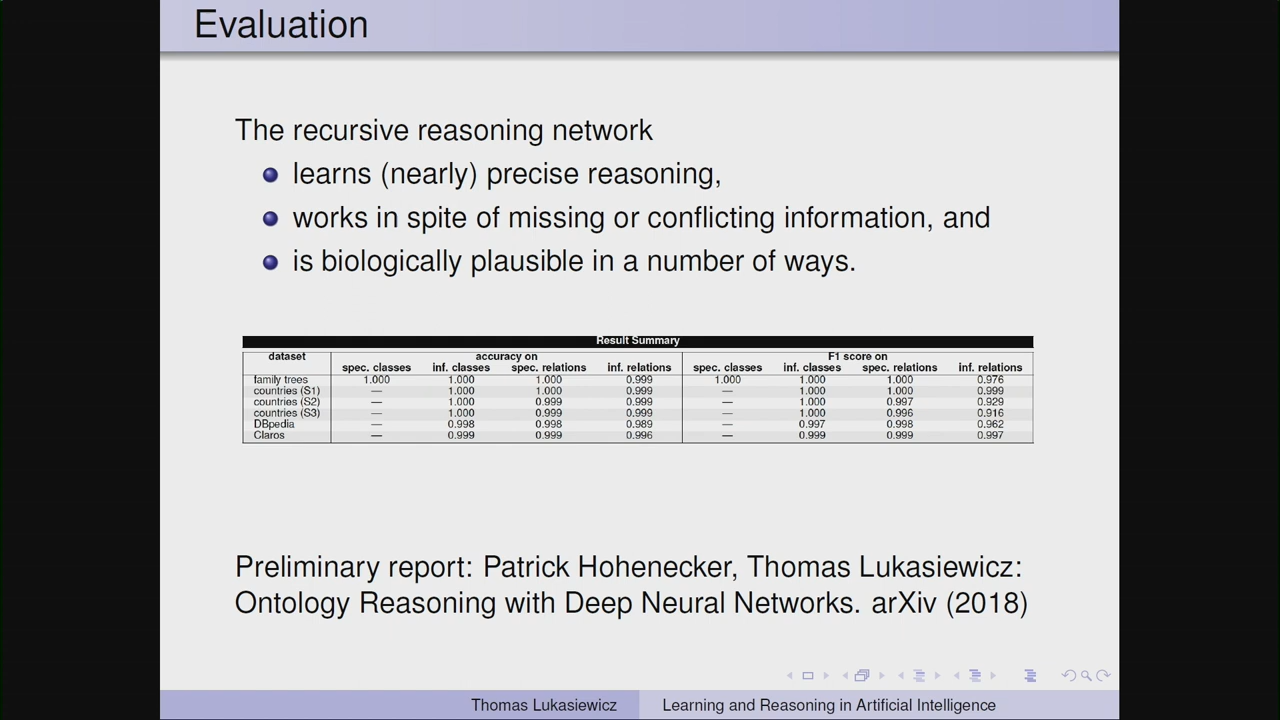 Evaluation
The recursive reasoning network
learns (nearly) precise reasoning,
works in spite of missing or conflicting information, and
is biologically plausible in a number of ways.
Result Summary
dataset accuracy on F1 score on
spec. classes inf. classes spec. relations inf. relations spec. classes inf. classes spec. relations inf. relations
family trees 1.000 1.000 1.000 0.999 1.000 1.000 1.000 0.976
countries (S1) — 1.000 1.000 0.999 — 1.000 1.000 0.999
countries (S2) — 1.000 0.999 0.999 — 1.000 0.997 0.929
countries (S3) — 1.000 0.999 0.999 — 1.000 0.996 0.916
DBpedia — 0.998 0.998 0.989 — 0.997 0.998 0.962
Claros — 0.999 0.999 0.996 — 0.999 0.999 0.997
Preliminary report: Patrick Hohenecker, Thomas Lukasiewicz:
Ontology Reasoning with Deep Neural Networks. arXiv (2018)
Thomas Lukasiewicz Learning and Reasoning in Artificial Intelligence